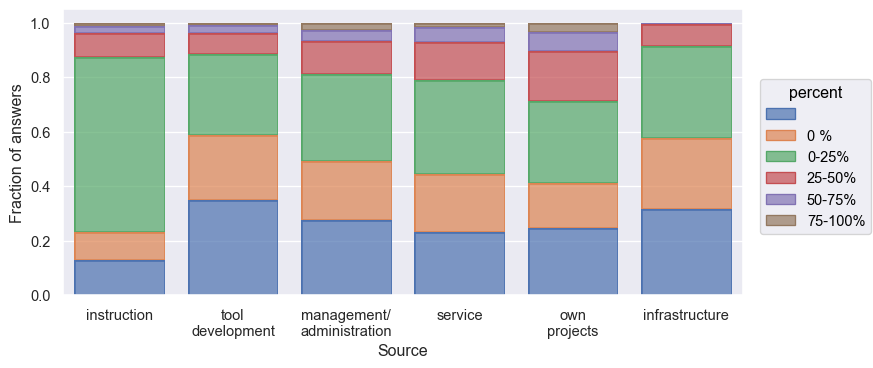 1.0
0.8
0.6
0.4
0.2
0.0
Fraction of answers
instruction
tool
development
management/
administration
service
own
projects
infrastructure
Source
percent
0 %
0-25%
25-50%
50-75%
75-100%